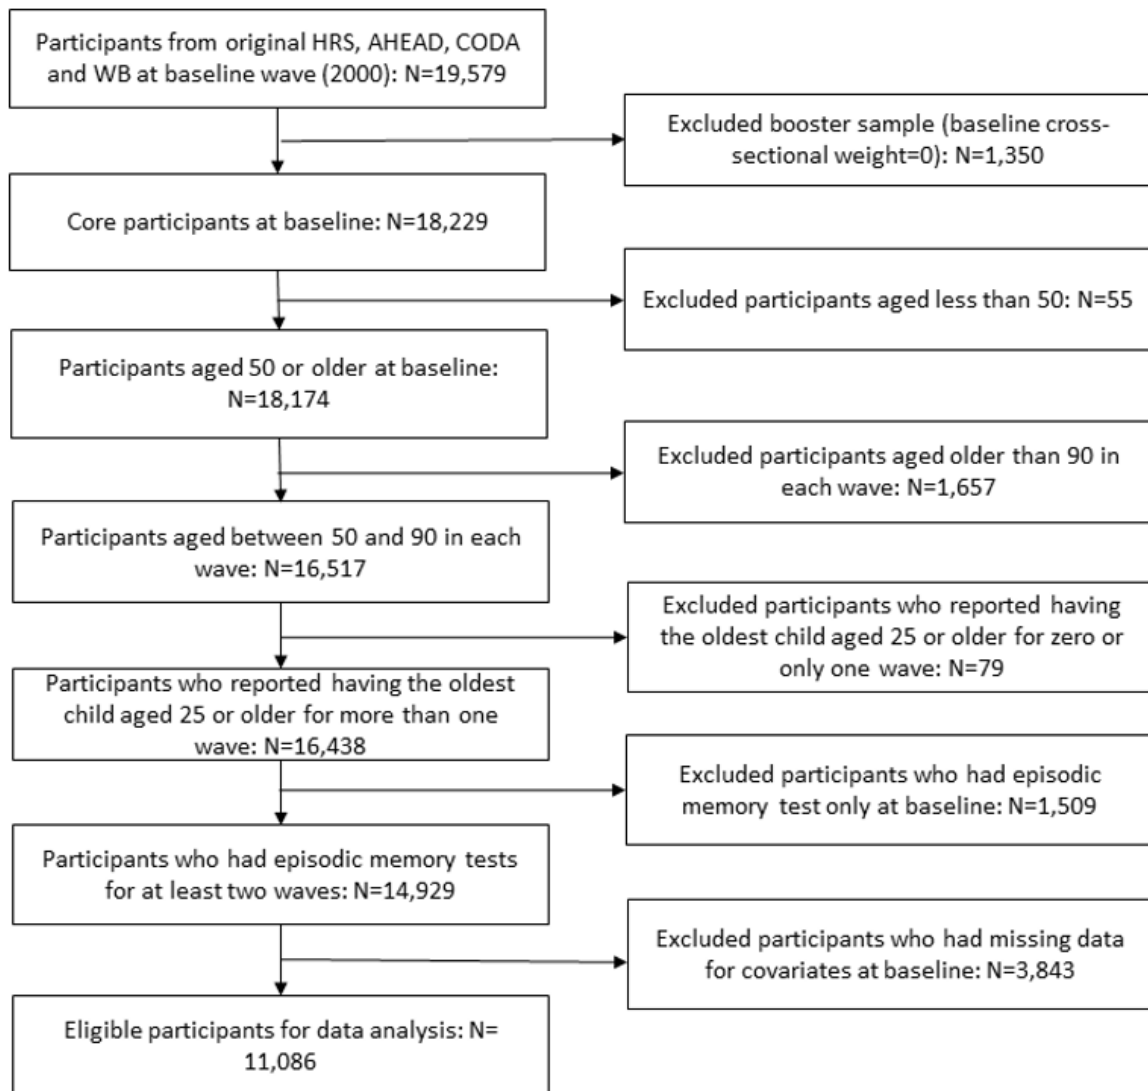 Participants from original HRS, AHEAD, CODA
and WB at baseline wave (2000): N=19,579
Excluded booster sample (baseline cross-
sectional weight=0): N=1,350
Core participants at baseline: N=18,229
Excluded participants aged less than 50: N=55
Participants aged 50 or older at baseline:
N=18,174
Excluded participants aged older than 90 in
each wave: N=1,657
Participants aged between 50 and 90 in each
wave: N=16,517
Excluded participants who reported having
the oldest child aged 25 or older for zero or
only one wave: N=79
Participants who reported having the oldest
child aged 25 or older for more than one
wave: N=16,438
Excluded participants who had episodic
memory test only at baseline: N=1,509
Participants who had episodic memory tests
for at least two waves: N=14,929
Excluded participants who had missing data
for covariates at baseline: N=3,843
Eligible participants for data analysis: N=
11,086